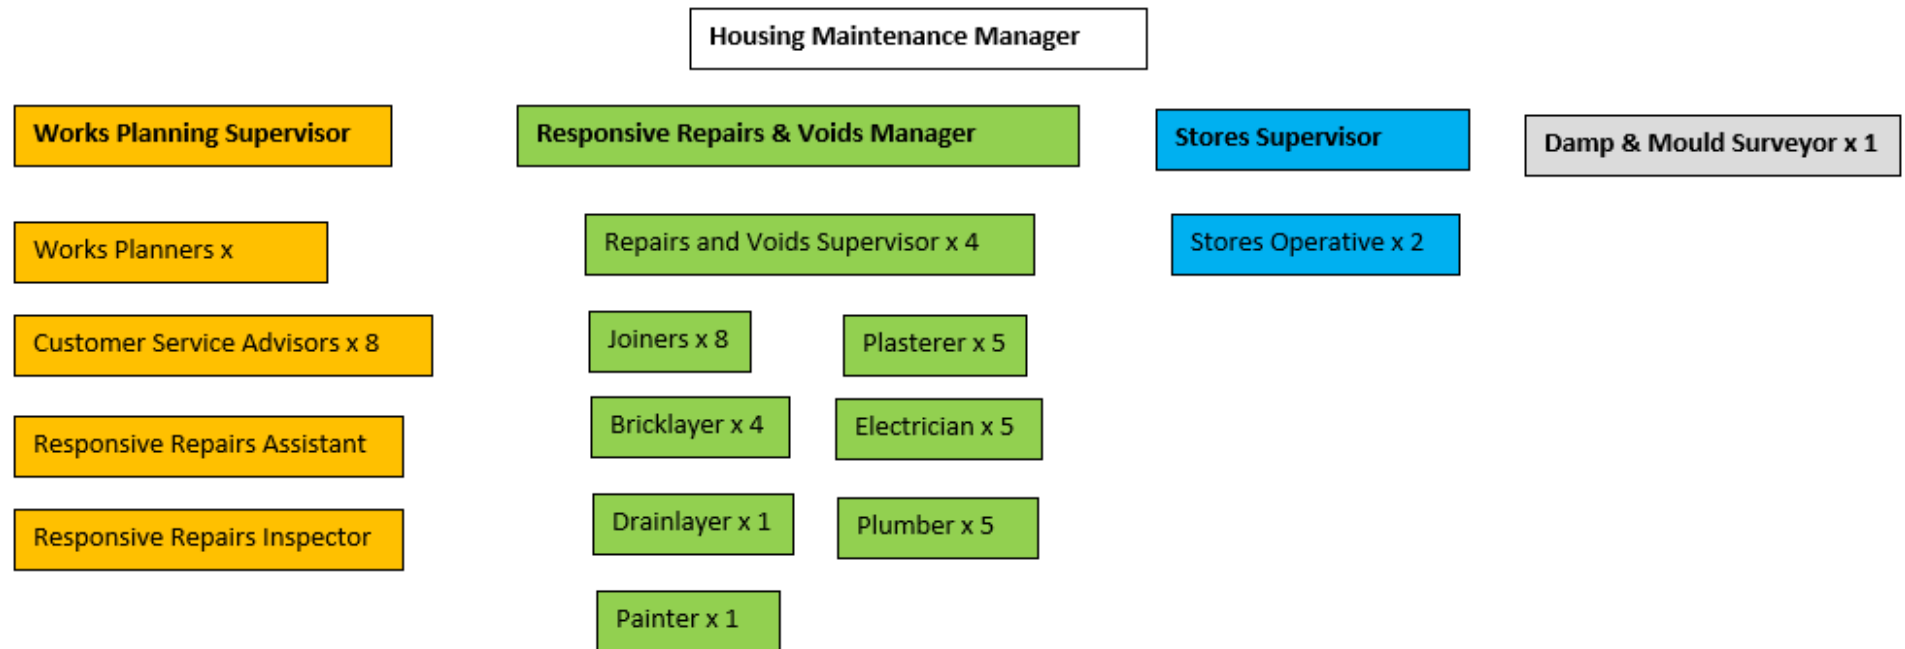 Housing Maintenance Manager
Works Planning Supervisor
Responsive Repairs & Voids Manager
Stores Supervisor
Damp & Mould Surveyor x 1
Works Planners x
Repairs and Voids Supervisor x 4
Stores Operative x 2
Customer Service Advisors x 8
Joiners x 8
Plasterer x 5
Responsive Repairs Assistant
Bricklayer x 4
Electrician x 5
Responsive Repairs Inspector
Drainlayer x 1
Plumber x 5
Painter x 1